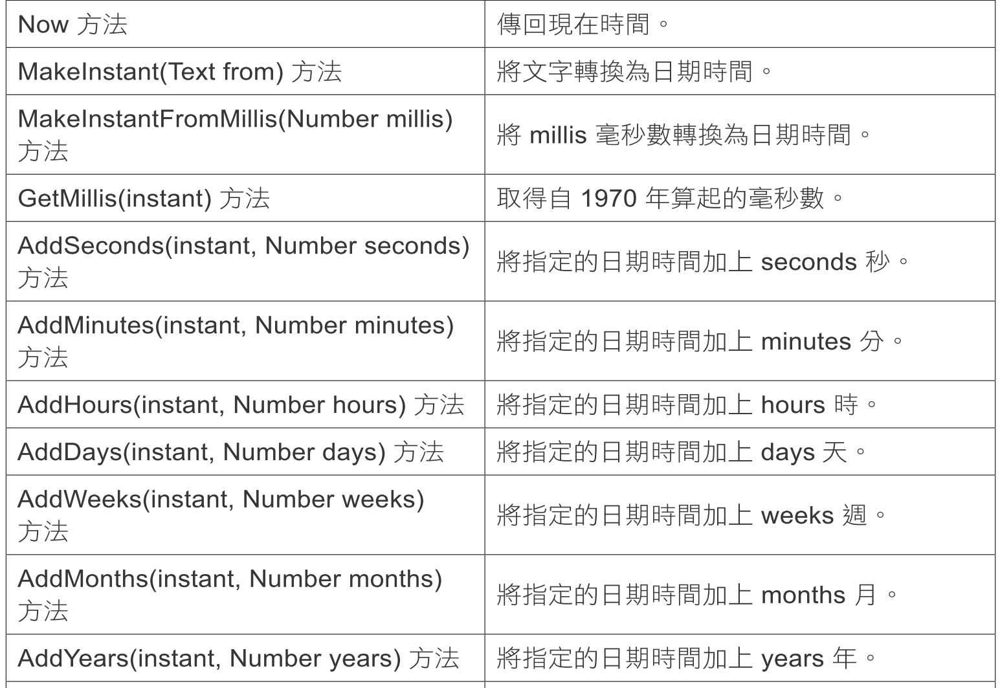 Now 方法
傳回現在時間。
MakeInstant(Text from) 方法
將文字轉換為日期時間。
MakeInstantFromMillis(Number millis)
方法
將 millis 毫秒數轉換為日期時間。
GetMillis(instant) 方法
取得自 1970 年算起的毫秒數。
AddSeconds(instant, Number seconds)
方法
將指定的日期時間加上 seconds 秒。
AddMinutes(instant, Number minutes)
方法
將指定的日期時間加上 minutes 分。
AddHours(instant, Number hours) 方法
將指定的日期時間加上 hours 時。
AddDays(instant, Number days) 方法
將指定的日期時間加上 days 天。
AddWeeks(instant, Number weeks)
方法
將指定的日期時間加上 weeks 週。
AddMonths(instant, Number months)
方法
將指定的日期時間加上 months 月。
AddYears(instant, Number years) 方法
將指定的日期時間加上 years 年。